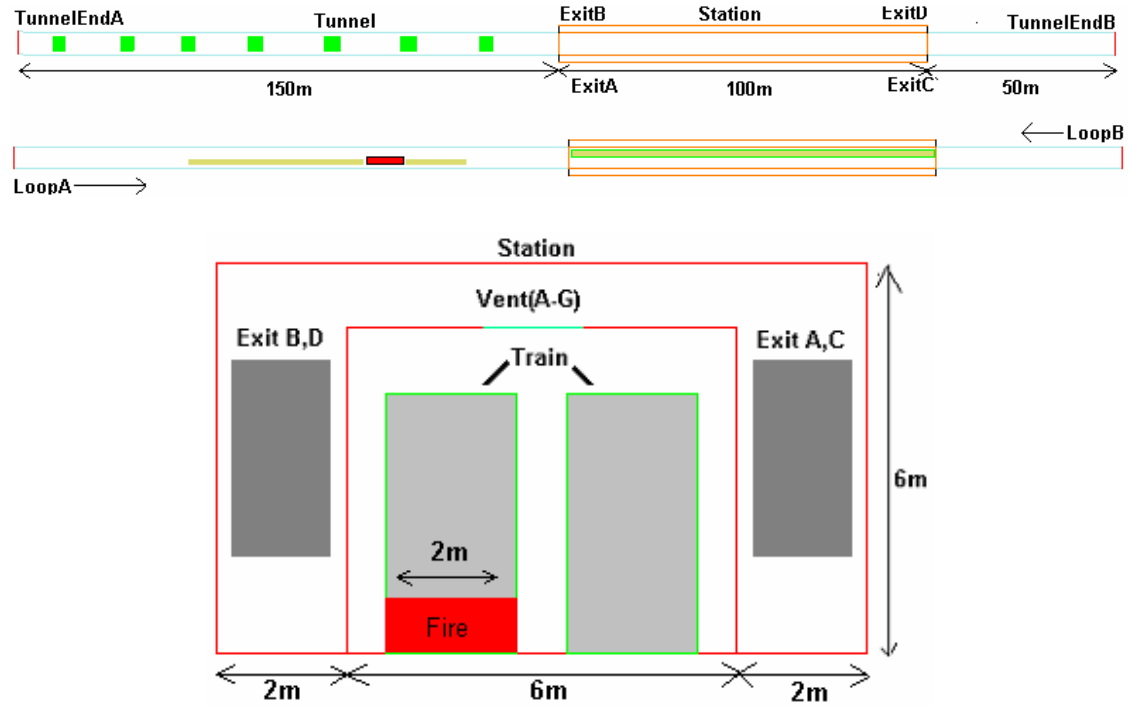 TunnelEndA Tunnel ExitB Station ExitD TunnelEndB
150m ExitA 100m ExitC 50m
LoopB
LoopA
Station
Vent(A-G)
Exit B,D Exit A,C
Train
6m
2m
Fire
2m 6m 2m